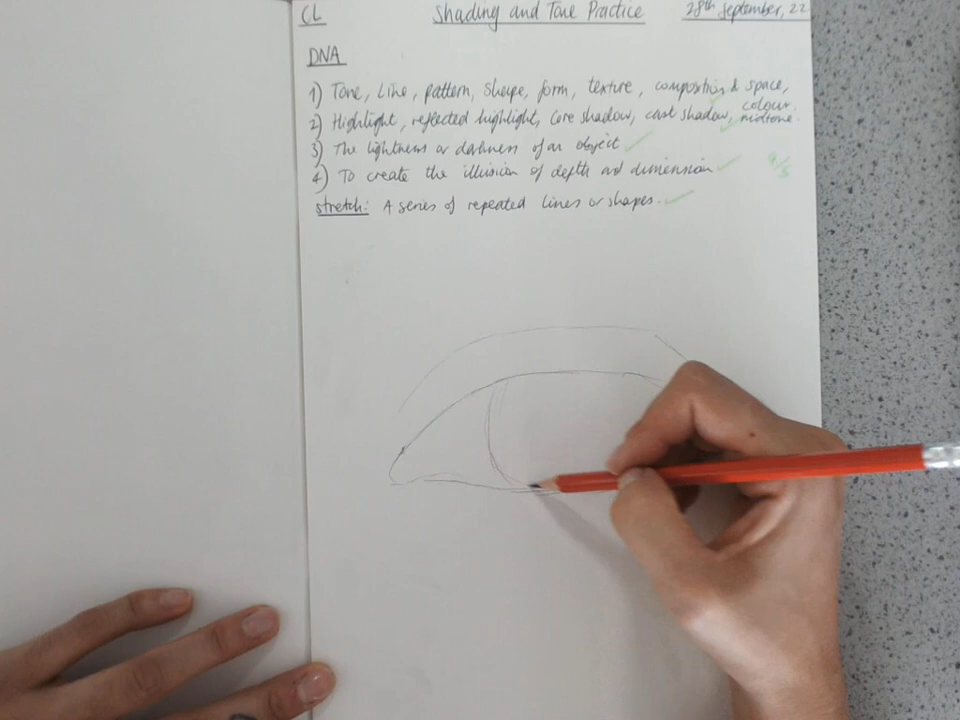 CL
Shading and Tone Practice
28th September, 22
DNA
1) Tone, Line, pattern, shape, form, texture, composition & space, colour.
2) Highlight, reflected highlight, core shadow, cast shadow, midtone.
3) The lightness or darkness of an object
4) To create the illusion of depth and dimension
stretch: A series of repeated lines or shapes.
4/5